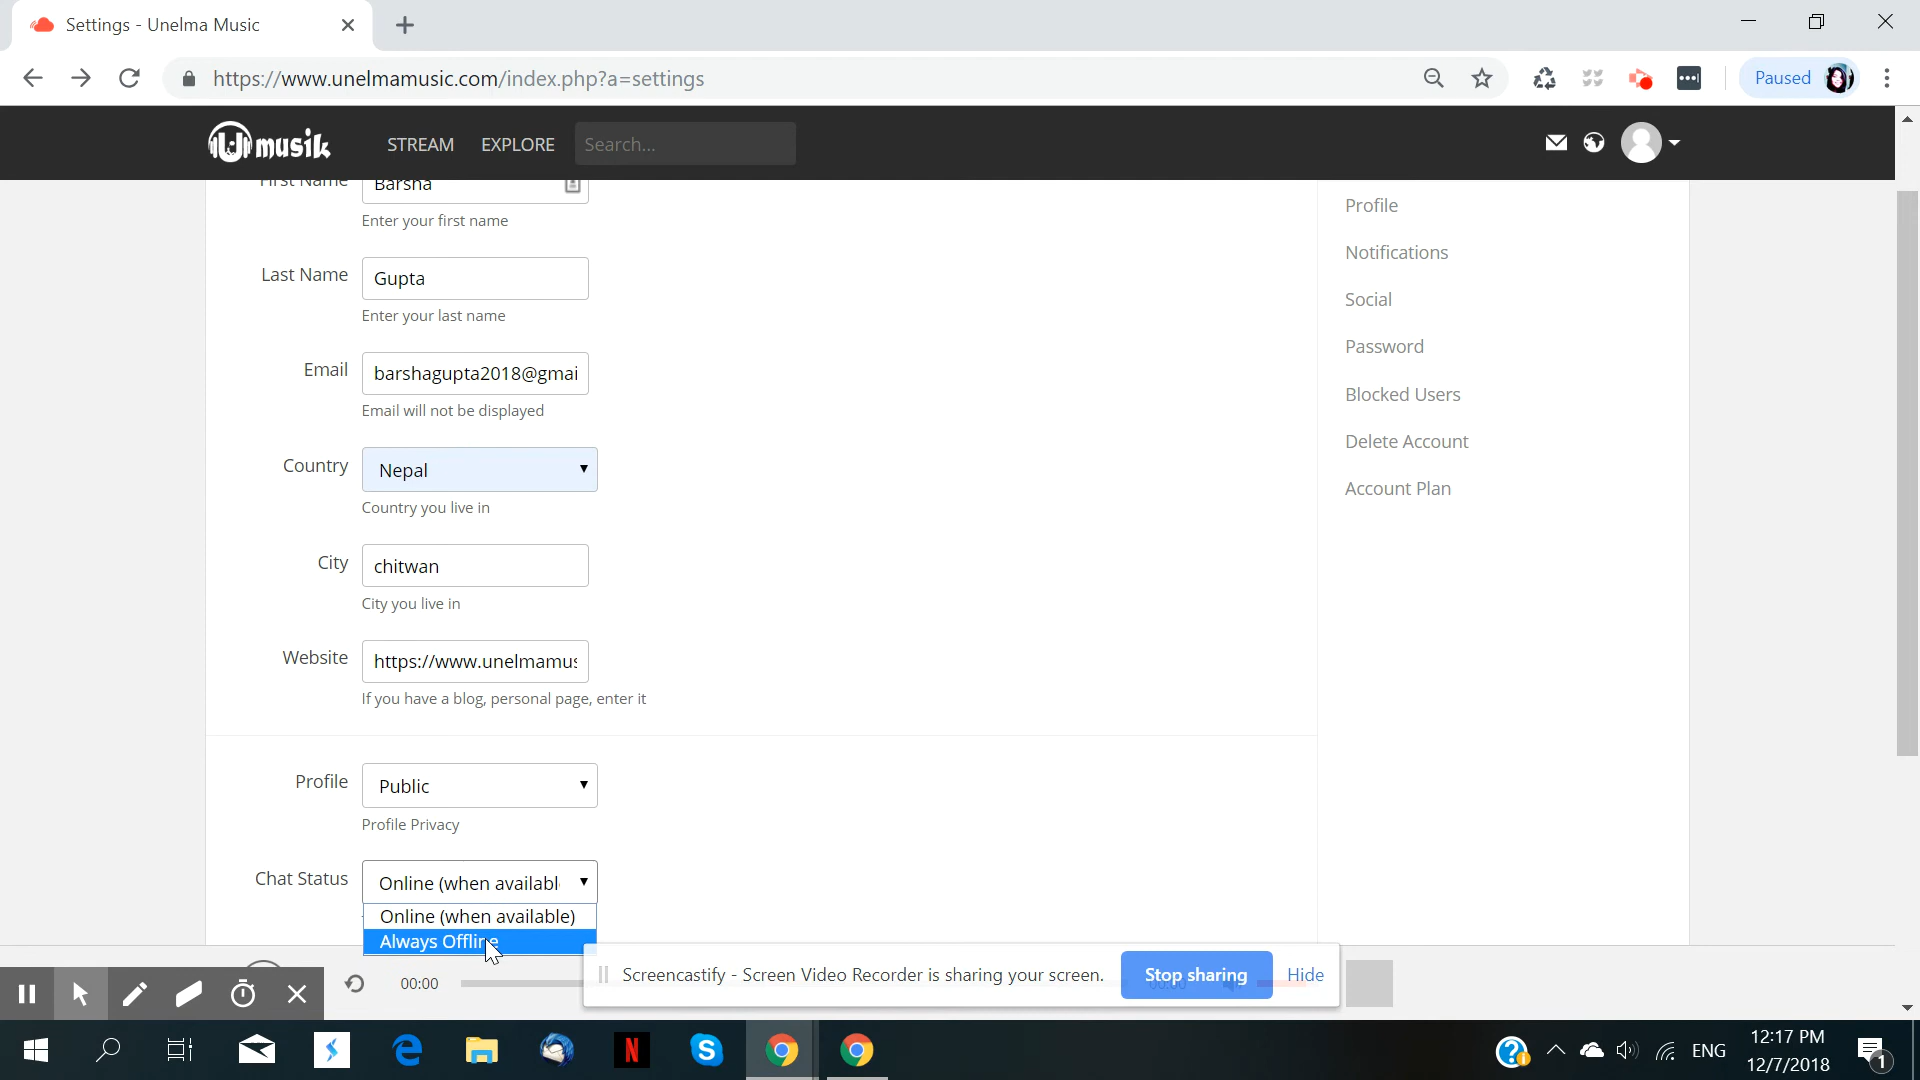 Settings - Unelma Music
https://www.unelmamusic.com/index.php?a=settings
Paused
musik
STREAM
EXPLORE
Search...
First Name
Barsha
Enter your first name
Last Name
Gupta
Enter your last name
Email
barshagupta2018@gmai
Email will not be displayed
Country
Nepal
Country you live in
City
chitwan
City you live in
Website
https://www.unelmamus
If you have a blog, personal page, enter it
Profile
Public
Profile Privacy
Chat Status
Online (when availabl
Online (when available)
Always Offline
Profile
Notifications
Social
Password
Blocked Users
Delete Account
Account Plan
00:00
Screencastify - Screen Video Recorder is sharing your screen.
Stop sharing
Hide
00:00
ENG
12:17 PM
12/7/2018
1